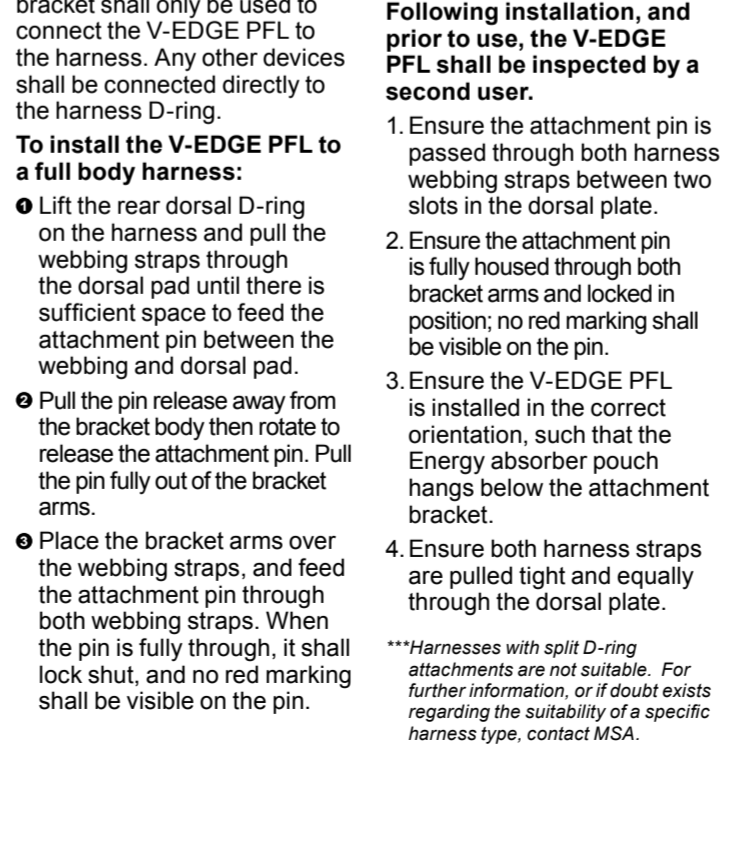 bracket shall only be used to
connect the V-EDGE PFL to
the harness. Any other devices
shall be connected directly to
the harness D-ring.
To install the V-EDGE PFL to
a full body harness:
❶ Lift the rear dorsal D-ring
on the harness and pull the
webbing straps through
the dorsal pad until there is
sufficient space to feed the
attachment pin between the
webbing and dorsal pad.
❷ Pull the pin release away from
the bracket body then rotate to
release the attachment pin. Pull
the pin fully out of the bracket
arms.
❸ Place the bracket arms over
the webbing straps, and feed
the attachment pin through
both webbing straps. When
the pin is fully through, it shall
lock shut, and no red marking
shall be visible on the pin.
Following installation, and
prior to use, the V-EDGE
PFL shall be inspected by a
second user.
1. Ensure the attachment pin is
passed through both harness
webbing straps between two
slots in the dorsal plate.
2. Ensure the attachment pin
is fully housed through both
bracket arms and locked in
position; no red marking shall
be visible on the pin.
3. Ensure the V-EDGE PFL
is installed in the correct
orientation, such that the
Energy absorber pouch
hangs below the attachment
bracket.
4. Ensure both harness straps
are pulled tight and equally
through the dorsal plate.
***Harnesses with split D-ring
attachments are not suitable. For
further information, or if doubt exists
regarding the suitability of a specific
harness type, contact MSA.